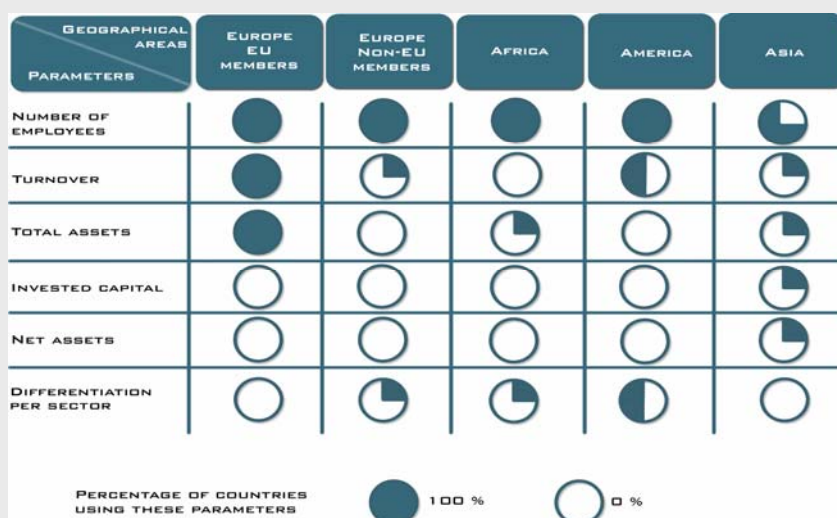 GEOGRAPHICAL
AREAS
PARAMETERS
EUROPE
EU
MEMBERS
EUROPE
NON-EU
MEMBERS
AFRICA
AMERICA
ASIA
NUMBER OF
EMPLOYEES
TURNOVER
TOTAL ASSETS
INVESTED CAPITAL
NET ASSETS
DIFFERENTIATION
PER SECTOR
PERCENTAGE OF COUNTRIES
USING THESE PARAMETERS
100 %
0 %